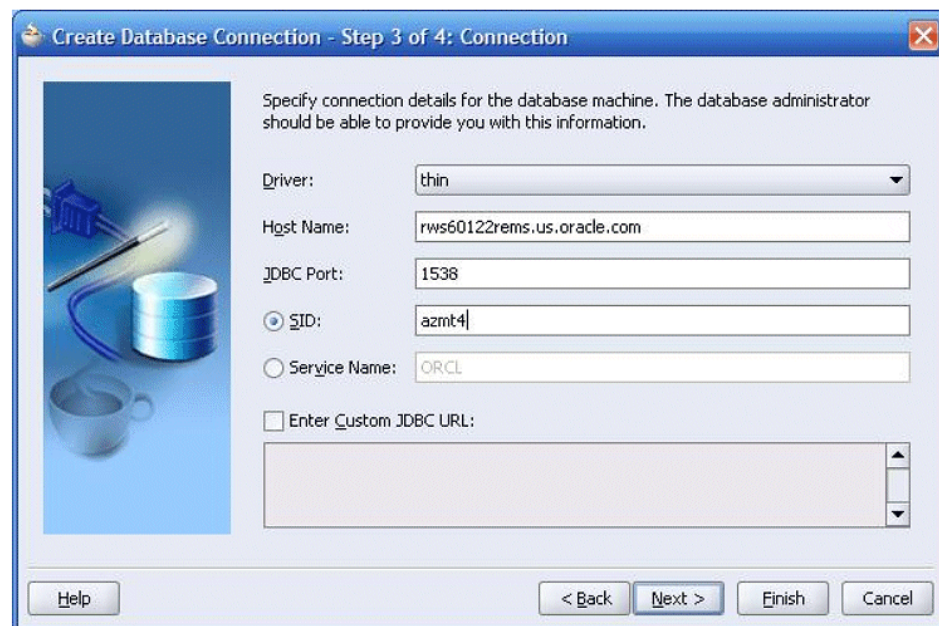 Create Database Connection - Step 3 of 4: Connection
Specify connection details for the database machine. The database administrator
should be able to provide you with this information.
Driver: thin
Host Name: rws60122rems.us.oracle.com
JDBC Port: 1538
SID: azmt4
Service Name: ORCL
Enter Custom JDBC URL:
Help < Back Next > Finish Cancel